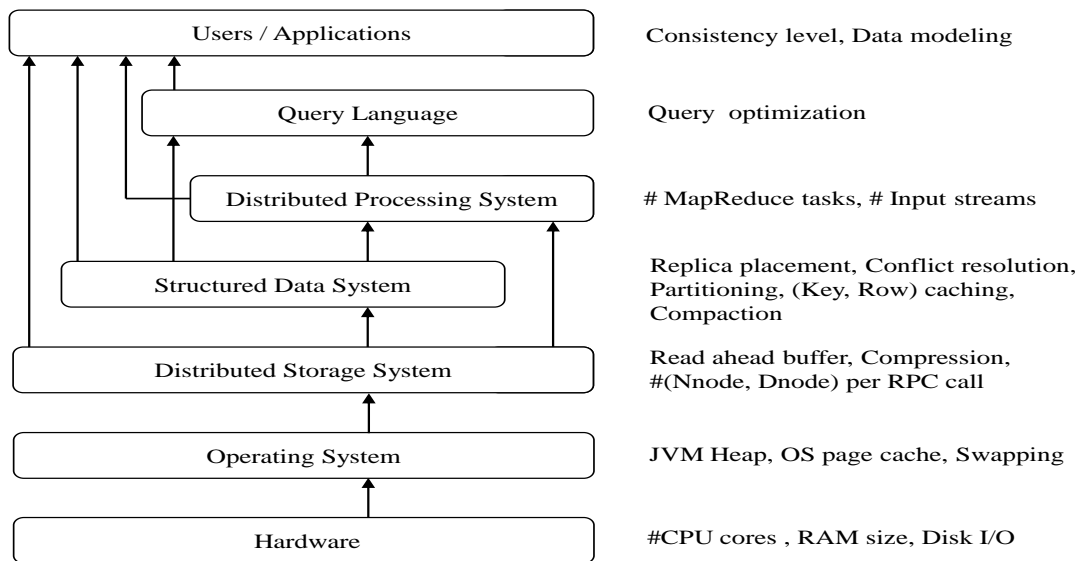 Users / Applications
Consistency level, Data modeling
Query Language
Query optimization
Distributed Processing System
# MapReduce tasks, # Input streams
Structured Data System
Replica placement, Conflict resolution,
Partitioning, (Key, Row) caching,
Compaction
Distributed Storage System
Read ahead buffer, Compression,
#(Nnode, Dnode) per RPC call
Operating System
JVM Heap, OS page cache, Swapping
Hardware
#CPU cores , RAM size, Disk I/O